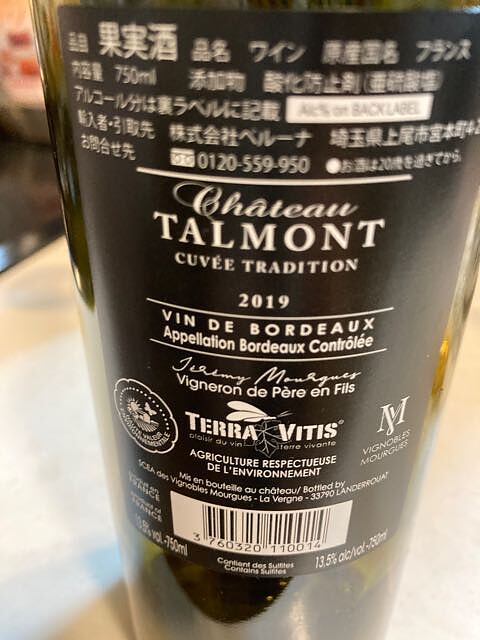 品目 果実酒 品名 ワイン 原産国名 フランス
内容量 750ml 添加物 酸化防止剤(亜硫酸塩)
アルコール分は裏ラベルに記載 Alc% on BACK LABEL
輸入者・引取先 株式会社ベルーナ 埼玉県上尾市宮本町4-2
お問合せ先 0120-559-950 ●お酒は20歳を過ぎてから。
Château
TALMONT
CUVÉE TRADITION
2019
VIN DE BORDEAUX
Appellation Bordeaux Contrôlée
Jérémy Mourgues
Vigneron de Père en Fils
TERRA VITIS
plaisir du vin terre vivante
AGRICULTURE RESPECTUEUSE
DE L'ENVIRONNEMENT
M
VIGNOBLES
MOURGUES
Mis en bouteille au château/ Bottled by
SCEA des Vignobles Mourgues - La Vergne - 33790 LANDERROUAT
FRANCE
FRANCE
13,5% vol.-750ml
3 760320 110014
13,5% alc/vol.-750ml
Contient des Sulfites
Contains Sulfites